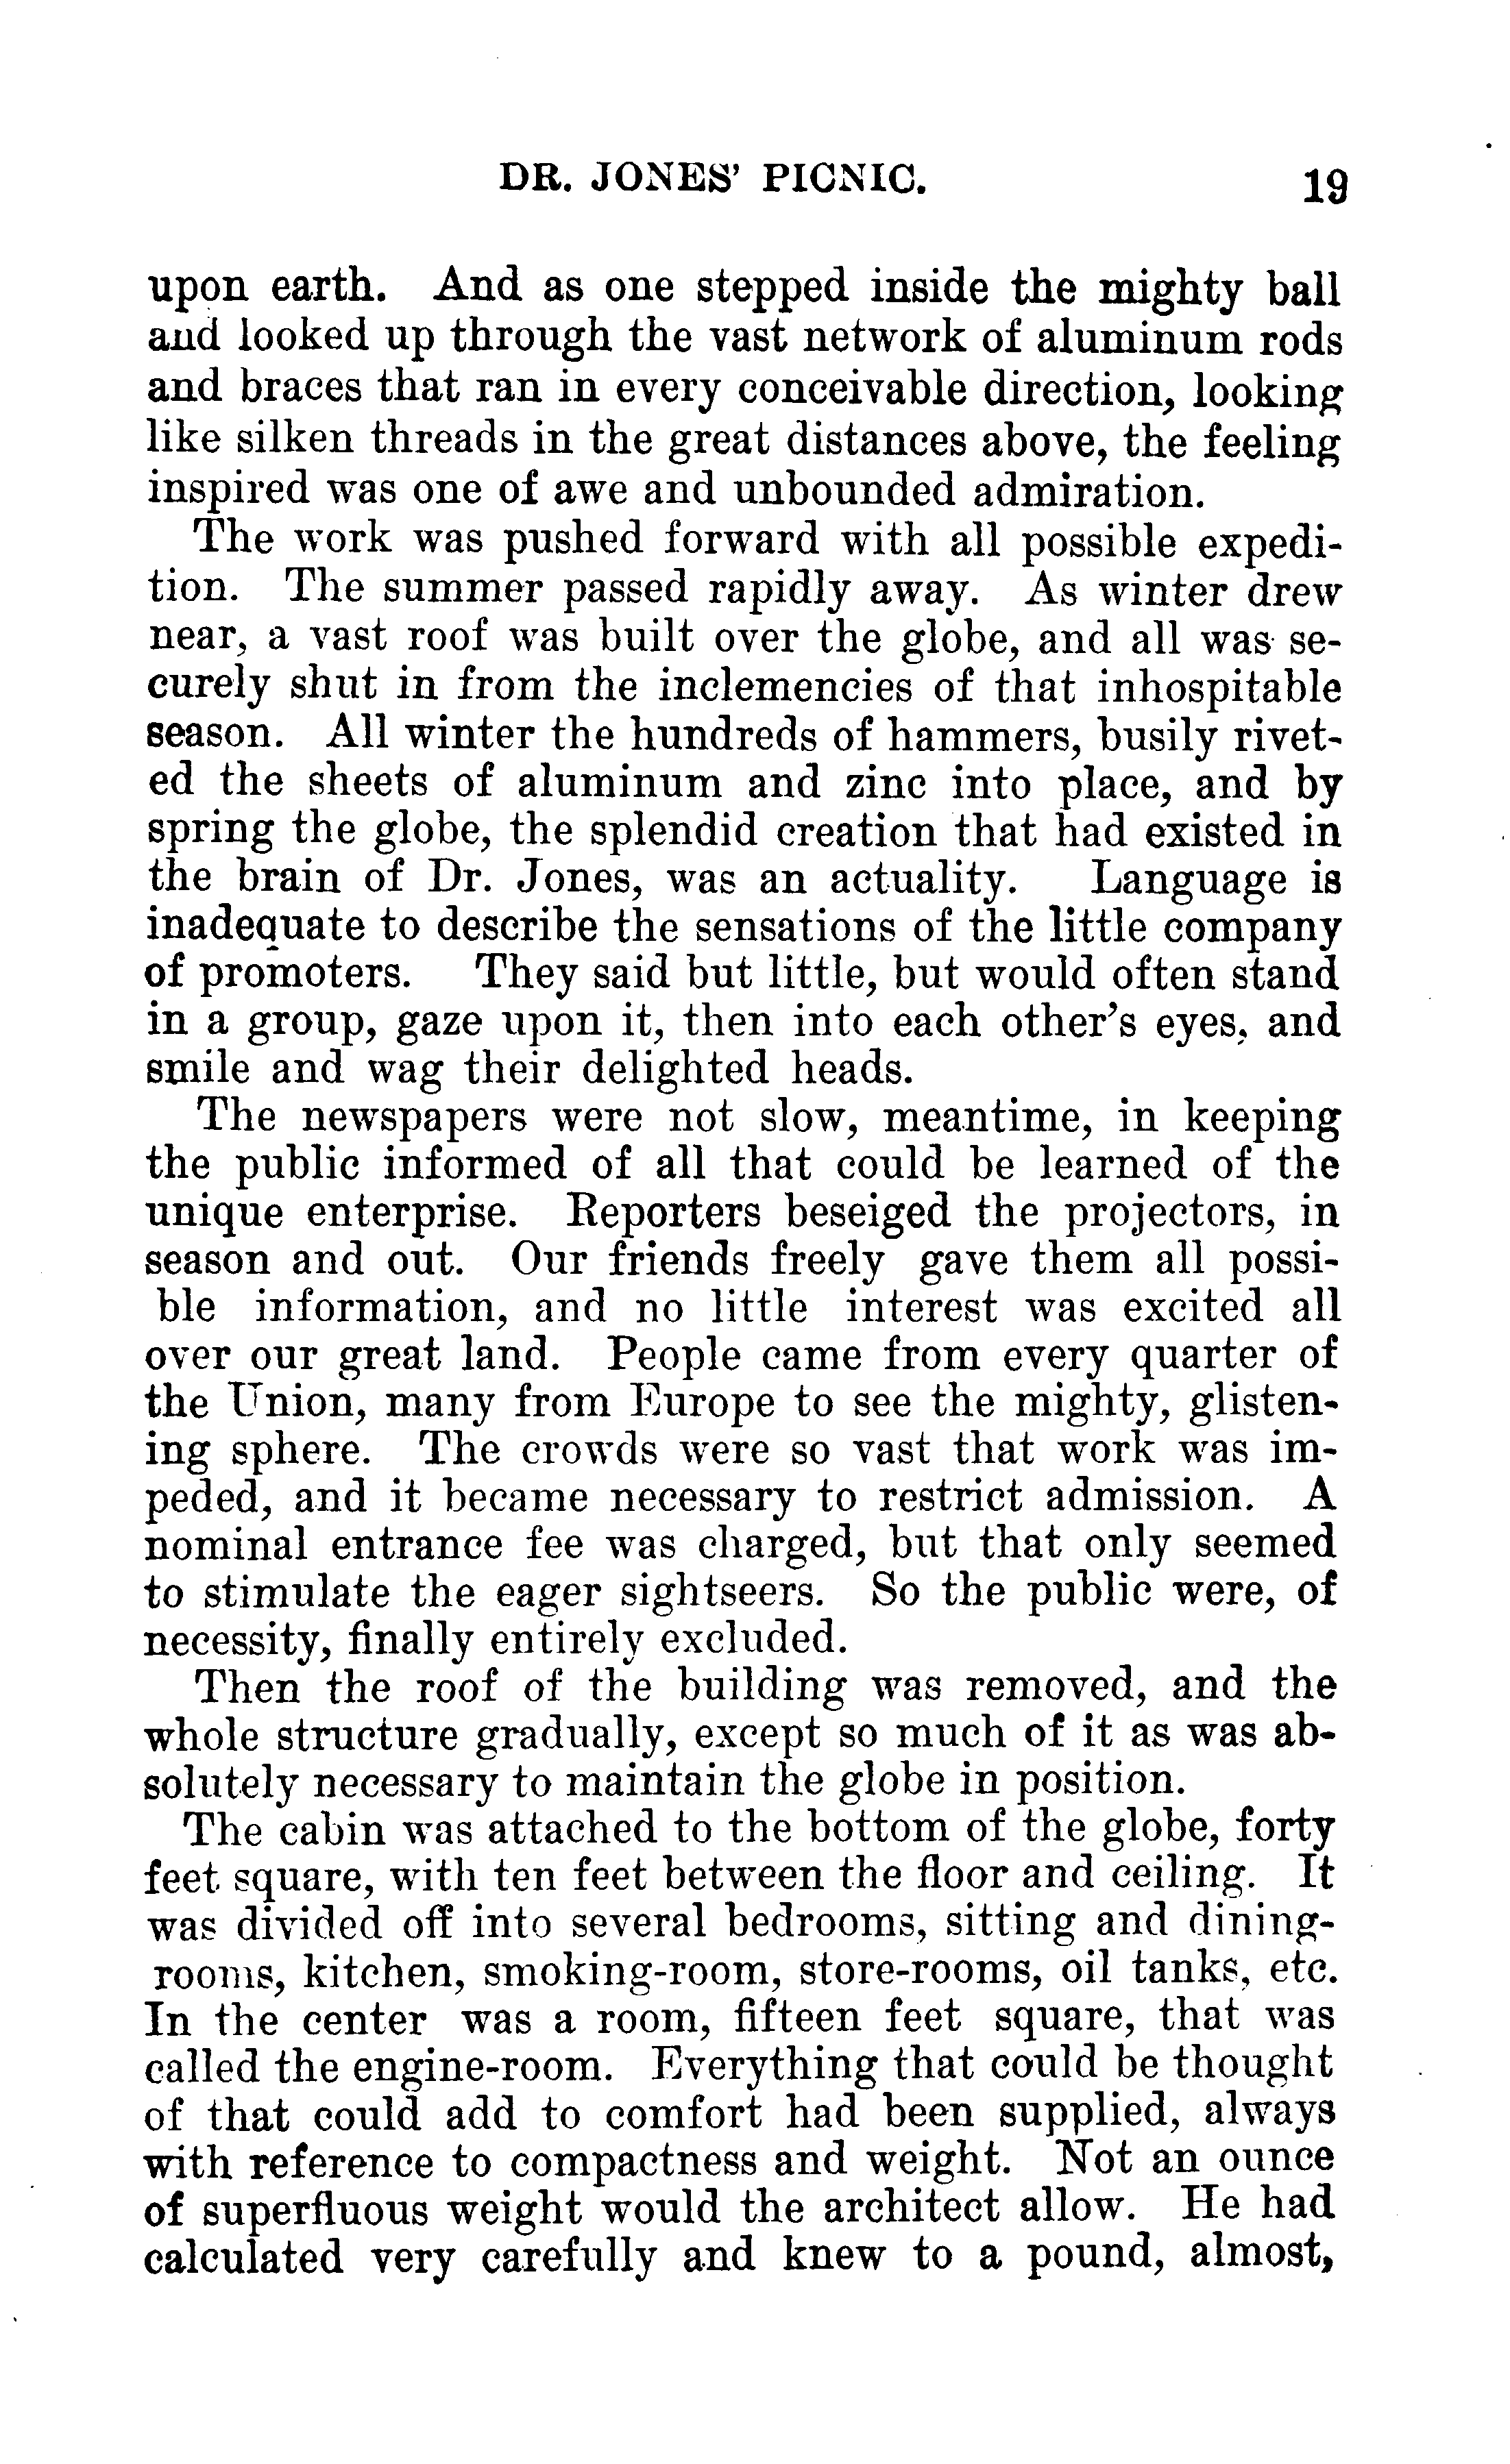 DR. JONES' PICNIC. 19
upon earth. And as one stepped inside the mighty ball
and looked up through the vast network of aluminum rods
and braces that ran in every conceivable direction, looking
like silken threads in the great distances above, the feeling
inspired was one of awe and unbounded admiration.
The work was pushed forward with all possible expedi-
tion. The summer passed rapidly away. As winter drew
near, a vast roof was built over the globe, and all was se-
curely shut in from the inclemencies of that inhospitable
season. All winter the hundreds of hammers, busily rivet-
ed the sheets of aluminum and zinc into place, and by
spring the globe, the splendid creation that had existed in
the brain of Dr. Jones, was an actuality. Language is
inadequate to describe the sensations of the little company
of promoters. They said but little, but would often stand
in a group, gaze upon it, then into each other's eyes, and
smile and wag their delighted heads.
The newspapers were not slow, meantime, in keeping
the public informed of all that could be learned of the
unique enterprise. Reporters beseiged the projectors, in
season and out. Our friends freely gave them all possi-
ble information, and no little interest was excited all
over our great land. People came from every quarter of
the Union, many from Europe to see the mighty, glisten-
ing sphere. The crowds were so vast that work was im-
peded, and it became necessary to restrict admission. A
nominal entrance fee was charged, but that only seemed
to stimulate the eager sightseers. So the public were, of
necessity, finally entirely excluded.
Then the roof of the building was removed, and the
whole structure gradually, except so much of it as was ab-
solutely necessary to maintain the globe in position.
The cabin was attached to the bottom of the globe, forty
feet square, with ten feet between the floor and ceiling. It
was divided off into several bedrooms, sitting and dining-
rooms, kitchen, smoking-room, store-rooms, oil tanks, etc.
In the center was a room, fifteen feet square, that was
called the engine-room. Everything that could be thought
of that could add to comfort had been supplied, always
with reference to compactness and weight. Not an ounce
of superfluous weight would the architect allow. He had
calculated very carefully and knew to a pound, almost,